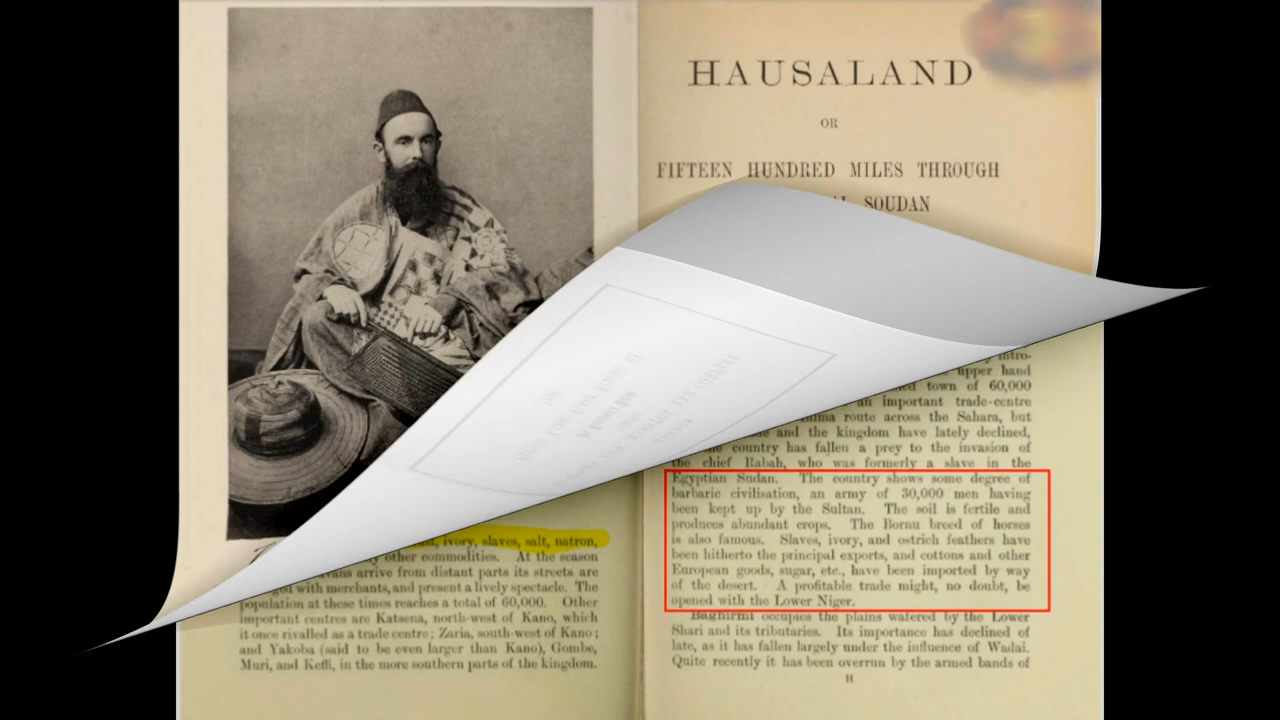 HAUSALAND
OR
FIFTEEN HUNDRED MILES THROUGH
SOUDAN
ivory, slaves, salt, natron,
other commodities. At the season
arrive from distant parts its streets are
with merchants, and present a lively spectacle. The
population at these times reaches a total of 60,000. Other
important centres are Katsena, north-west of Kano, which
it once rivalled as a trade centre; Zaria, south-west of Kano;
and Yakoba (said to be even larger than Kano), Gombe,
Muri, and Keffi, in the more southern parts of the kingdom.
intro-
upper hand
town of 60,000
an important trade-centre
route across the Sahara, but
and the kingdom have lately declined,
country has fallen a prey to the invasion of
the chief Rabah, who was formerly a slave in the
Egyptian Sudan. The country shows some degree of
barbaric civilisation, an army of 30,000 men having
been kept up by the Sultan. The soil is fertile and
produces abundant crops. The Bornu breed of horses
is also famous. Slaves, ivory, and ostrich feathers have
been hitherto the principal exports, and cottons and other
European goods, sugar, etc., have been imported by way
of the desert. A profitable trade might, no doubt, be
opened with the Lower Niger.
Baghirmi occupies the plains watered by the Lower
Shari and its tributaries. Its importance has declined of
late, as it has fallen largely under the influence of Wadai.
Quite recently it has been overrun by the armed bands of
H